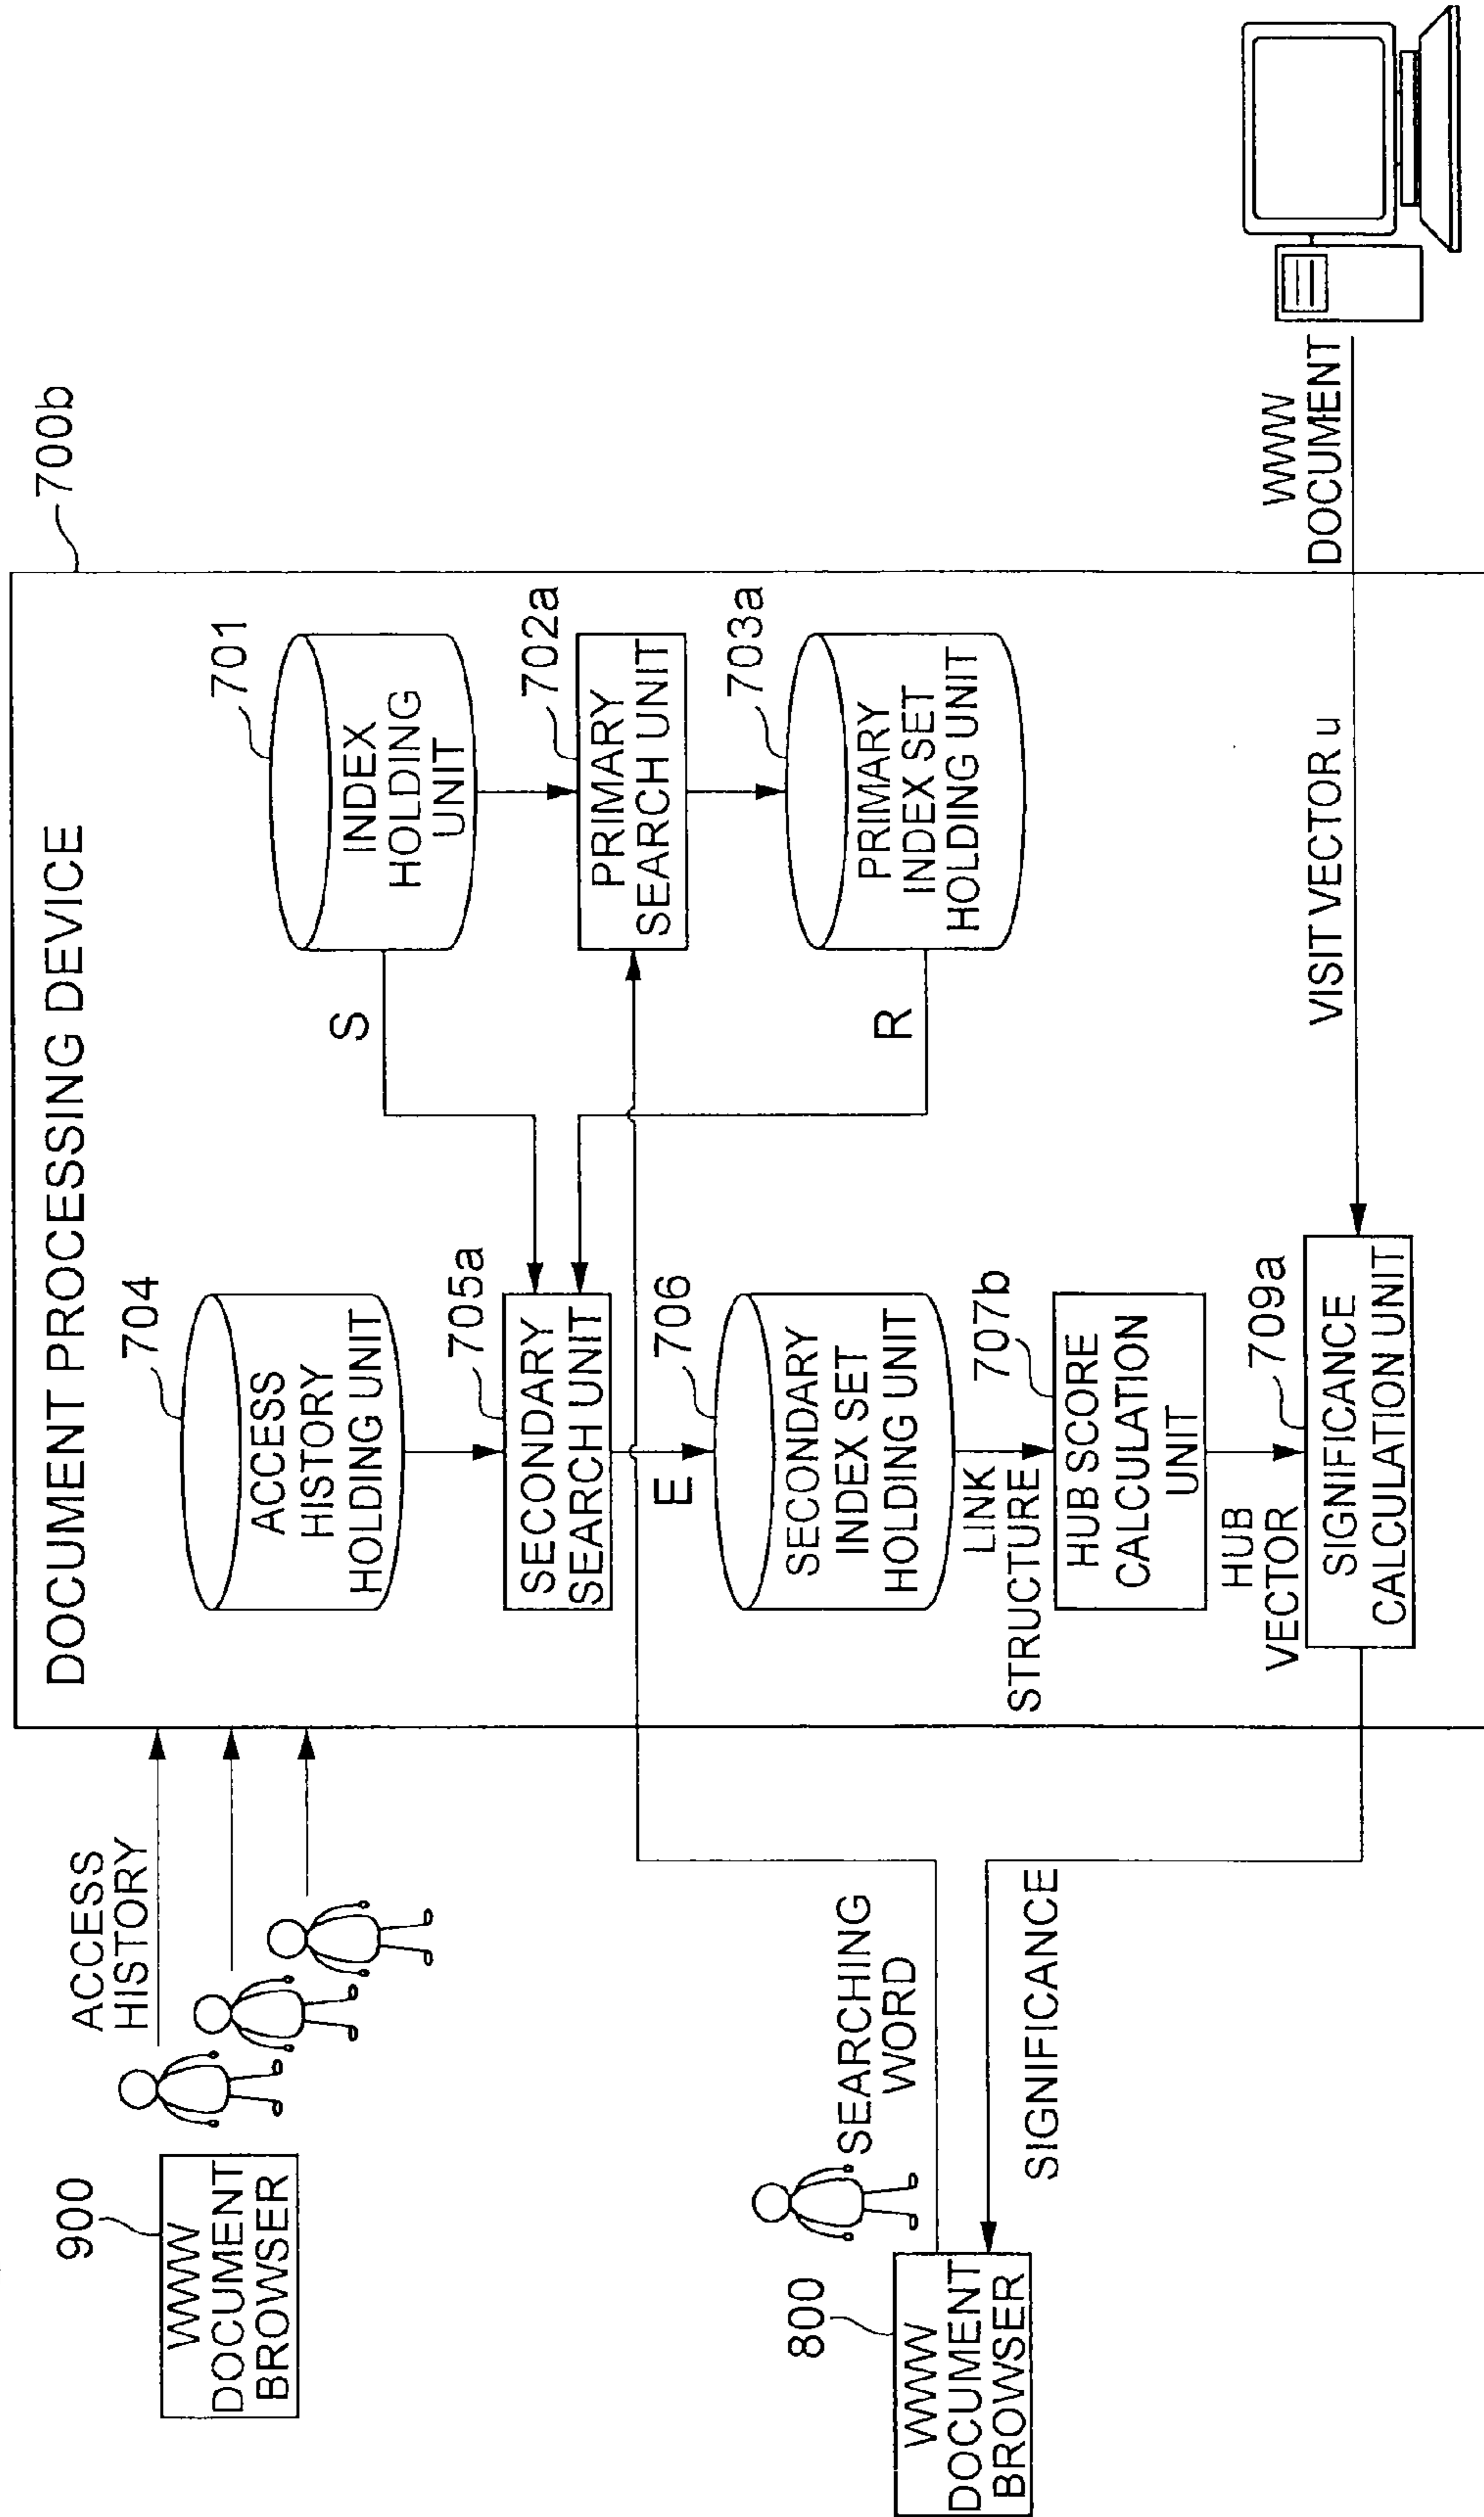 DOCUMENT PROCESSING DEVICE
700b
900
WWW
DOCUMENT
BROWSER
ACCESS
HISTORY
704
ACCESS
HISTORY
HOLDING UNIT
701
INDEX
HOLDING
UNIT
S
705a
SECONDARY
SEARCH UNIT
702a
PRIMARY
SEARCH UNIT
E
706
SECONDARY
INDEX SET
HOLDING UNIT
703a
PRIMARY
INDEX SET
HOLDING UNIT
R
800
WWW
DOCUMENT
BROWSER
SEARCHING
WORD
SIGNIFICANCE
LINK
STRUCTURE
707b
HUB SCORE
CALCULATION
UNIT
HUB
VECTOR
709a
SIGNIFICANCE
CALCULATION UNIT
VISIT VECTOR u
WWW
DOCUMENT